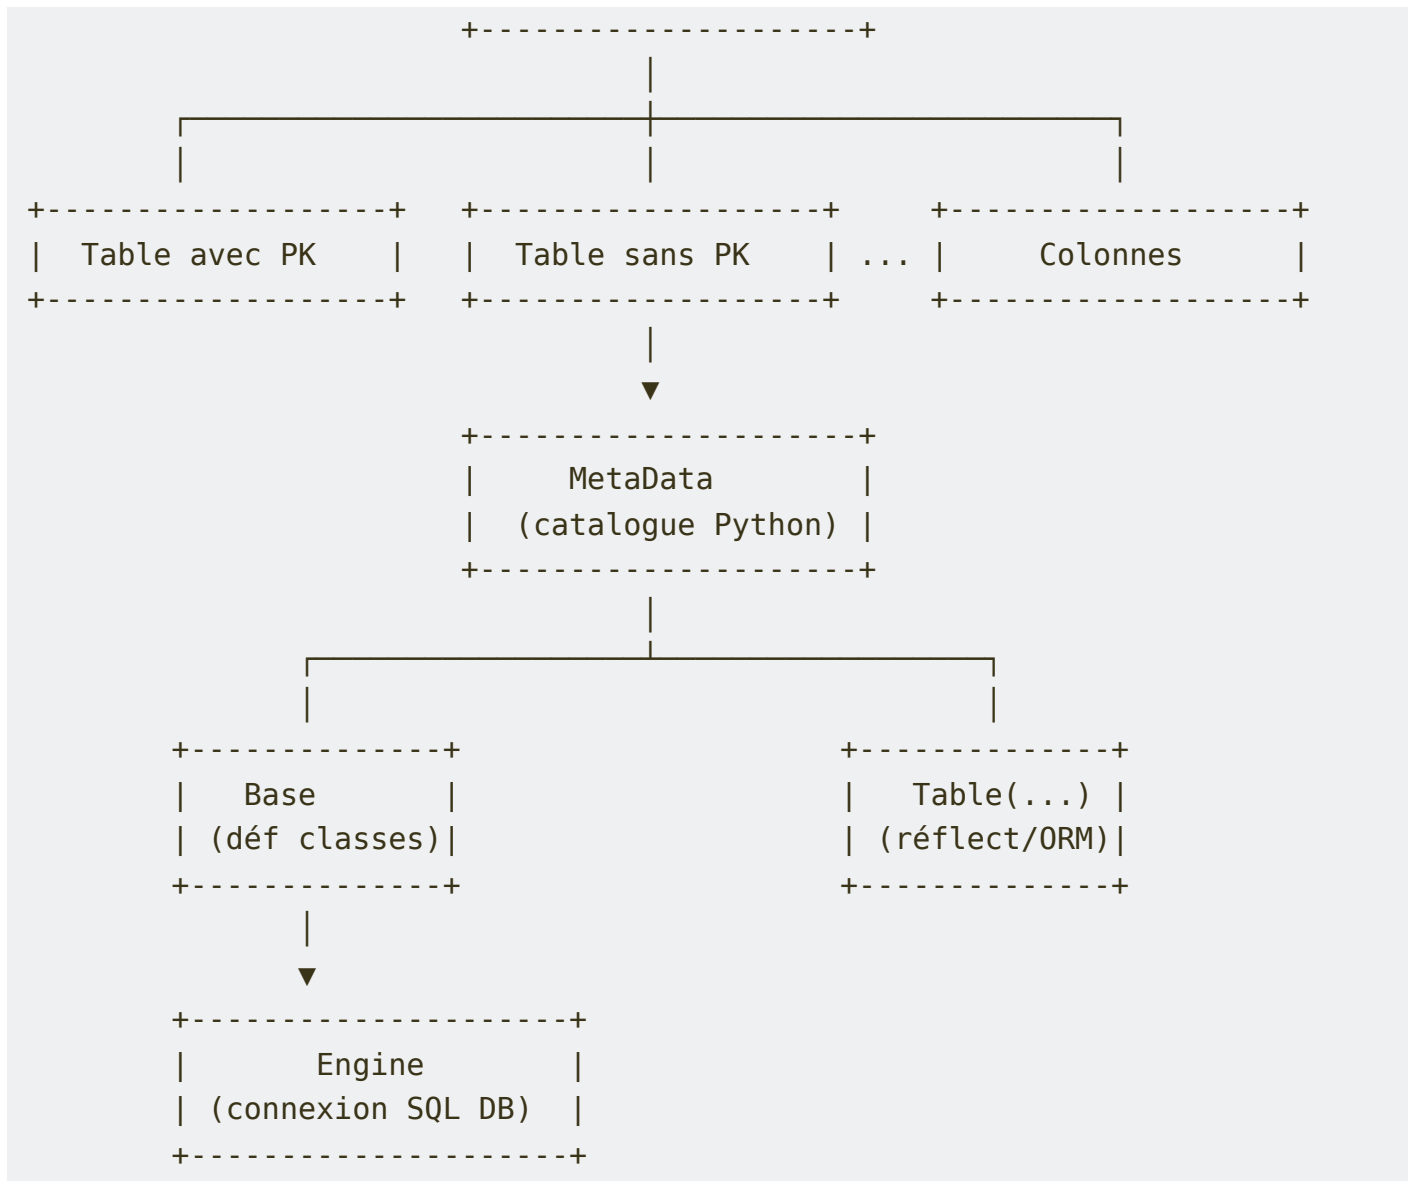 Table avec PK | Table sans PK | ... | Colonnes
MetaData
(catalogue Python)
Base | Table(...)
(déf classes) | (réflect/ORM)
Engine
(connexion SQL DB)